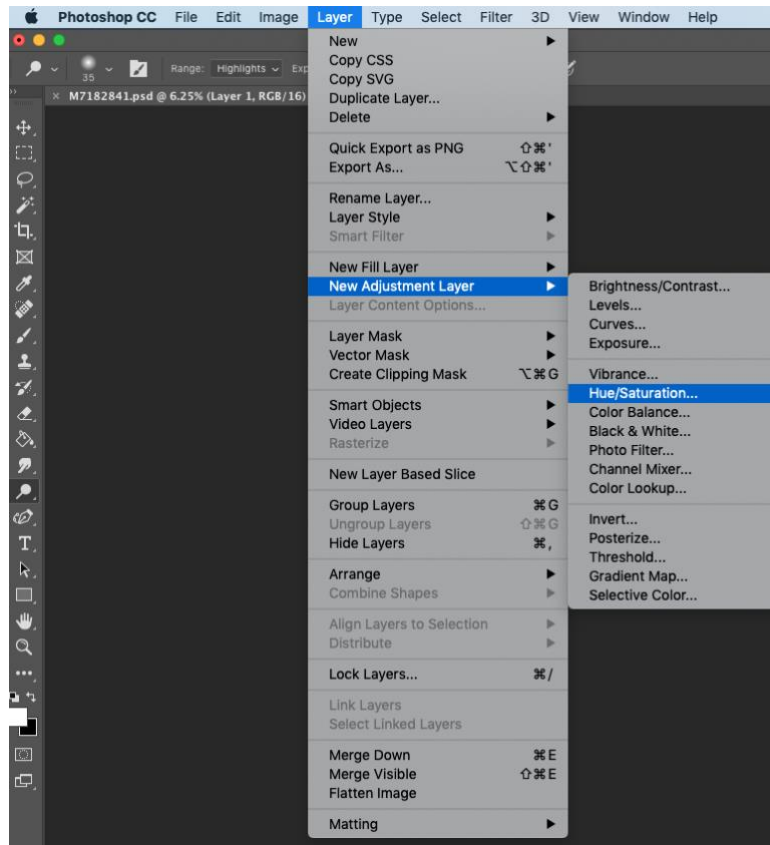 Photoshop CC File Edit Image Layer Type Select Filter 3D View Window Help
35 Range: Highlights
× M7182841.psd @ 6.25% (Layer 1, RGB/16)
New
Copy CSS
Copy SVG
Duplicate Layer...
Delete
Quick Export as PNG ⇧⌘'
Export As... ⌥⇧⌘'
Rename Layer...
Layer Style
Smart Filter
New Fill Layer
New Adjustment Layer
Layer Content Options...
Layer Mask
Vector Mask
Create Clipping Mask ⌥⌘G
Smart Objects
Video Layers
Rasterize
New Layer Based Slice
Group Layers ⌘G
Ungroup Layers ⇧⌘G
Hide Layers ⌘,
Arrange
Combine Shapes
Align Layers to Selection
Distribute
Lock Layers... ⌘/
Link Layers
Select Linked Layers
Merge Down ⌘E
Merge Visible ⇧⌘E
Flatten Image
Matting
Brightness/Contrast...
Levels...
Curves...
Exposure...
Vibrance...
Hue/Saturation...
Color Balance...
Black & White...
Photo Filter...
Channel Mixer...
Color Lookup...
Invert...
Posterize...
Threshold...
Gradient Map...
Selective Color...